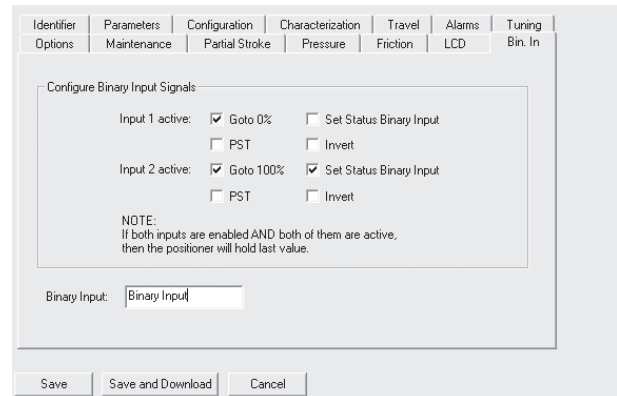 Identifier Parameters Configuration Characterization Travel Alarms Tuning
Options Maintenance Partial Stroke Pressure Friction LCD Bin. In
Configure Binary Input Signals
Input 1 active: Goto 0% Set Status Binary Input
PST Invert
Input 2 active: Goto 100% Set Status Binary Input
PST Invert
NOTE:
If both inputs are enabled AND both of them are active,
then the positioner will hold last value.
Binary Input: Binary Input
Save Save and Download Cancel